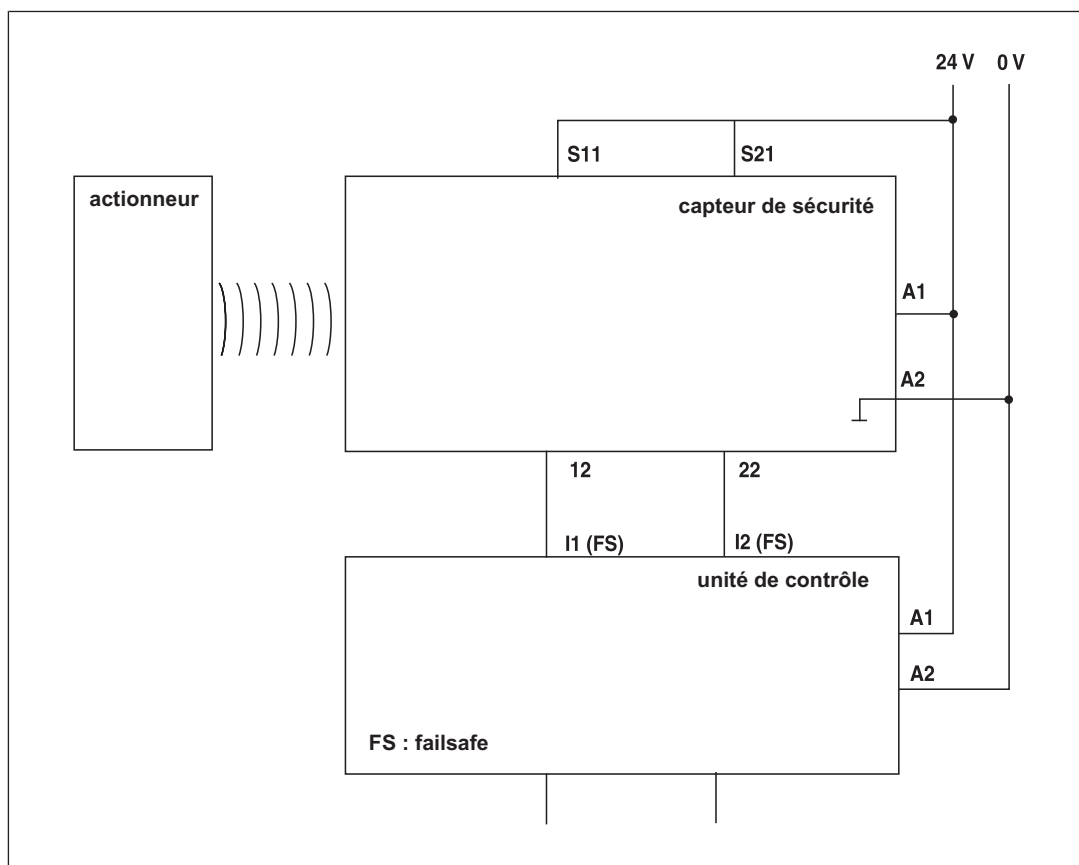 24 V 0 V
S11 S21
actionneur
capteur de sécurité
A1
A2
12 22
I1 (FS) I2 (FS)
unité de contrôle
A1
A2
FS : failsafe